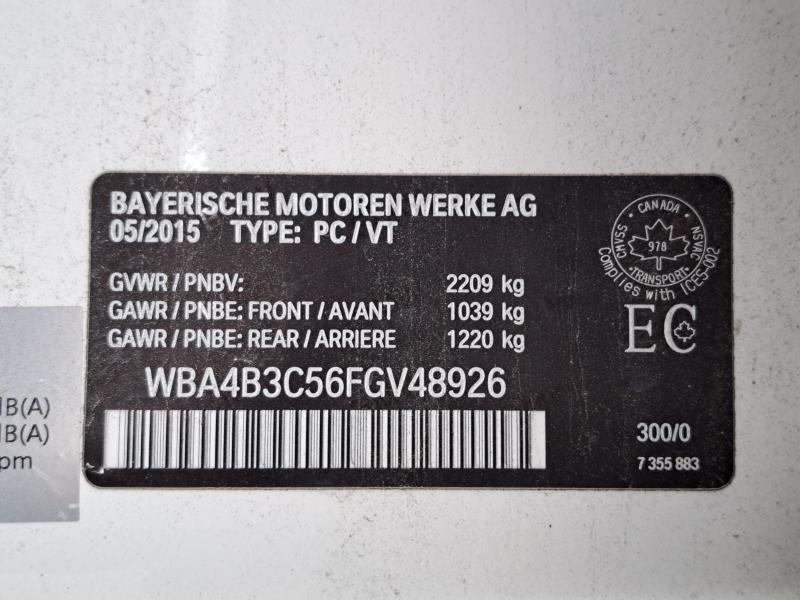 BAYERISCHE MOTOREN WERKE AG
05/2015 TYPE: PC / VT
GVWR / PNBV: 2209 kg
GAWR / PNBE: FRONT / AVANT 1039 kg
GAWR / PNBE: REAR / ARRIERE 1220 kg
WBA4B3C56FGV48926
CMVSS • CANADA • NSVAC
978
•TRANSPORT•
Complies with ICES-002
EC
300/0
7 355 883
B(A)
B(A)
pm